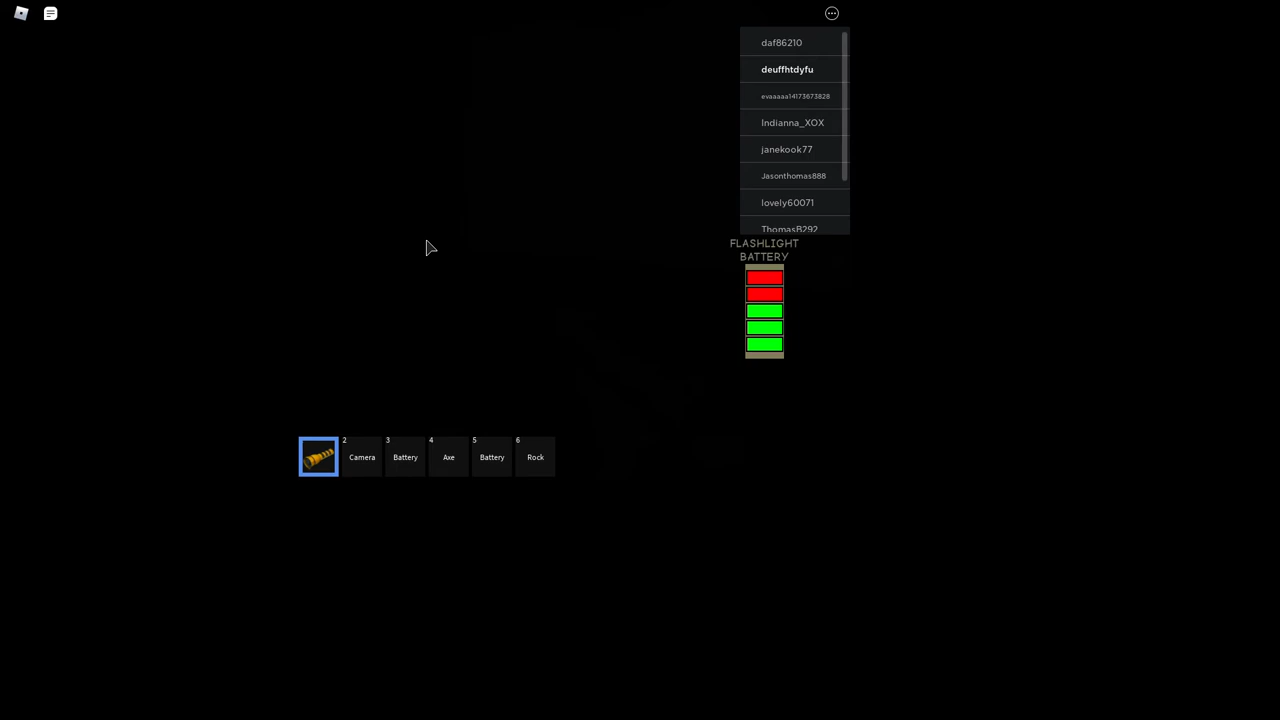 daf86210
deuffhtdyfu
evaaaaa14173673828
Indianna_XOX
janekook77
Jasonthomas888
lovely60071
ThomasB292
FLASHLIGHT
BATTERY
2 3 4 5 6
Camera Battery Axe Battery Rock